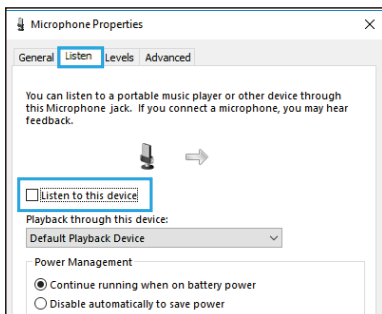 Microphone Properties
General Listen Levels Advanced
You can listen to a portable music player or other device through
this Microphone jack. If you connect a microphone, you may hear
feedback.
Listen to this device
Playback through this device:
Default Playback Device
Power Management
Continue running when on battery power
Disable automatically to save power